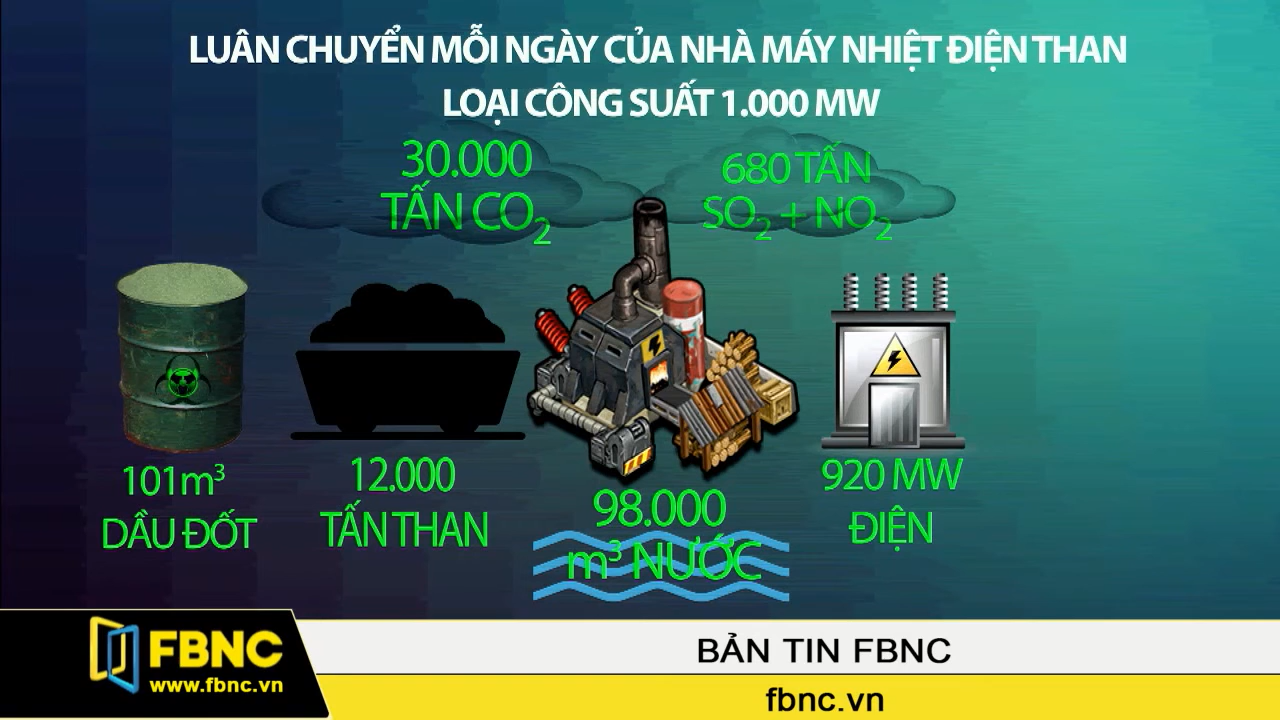 LUÂN CHUYỂN MỖI NGÀY CỦA NHÀ MÁY NHIỆT ĐIỆN THAN
LOẠI CÔNG SUẤT 1.000 MW
30.000
TẤN CO₂
680 TẤN
SO₂ + NO₂
101m³
DẦU ĐỐT
12.000
TẤN THAN
98.000
m³ NƯỚC
920 MW
ĐIỆN
FBNC
www.fbnc.vn
BẢN TIN FBNC
fbnc.vn